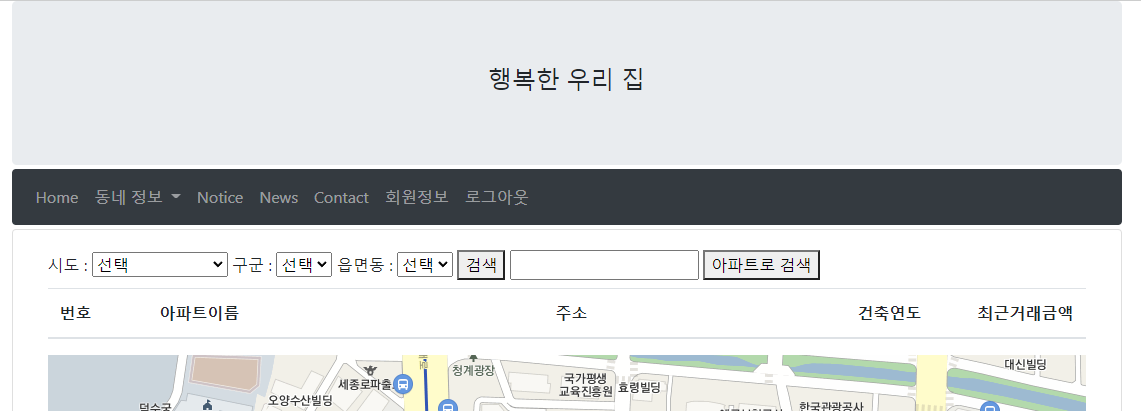 행복한 우리 집
Home 동네 정보 Notice News Contact 회원정보 로그아웃
시도 : 선택 구군 : 선택 읍면동 : 선택 검색 아파트로 검색
번호 아파트이름 주소 건축연도 최근거래금액
대신빌딩
청계광장
세종로파출
국가평생
교육진흥원
효령빌딩
오양수산빌딩
덕수궁
한국관광공사